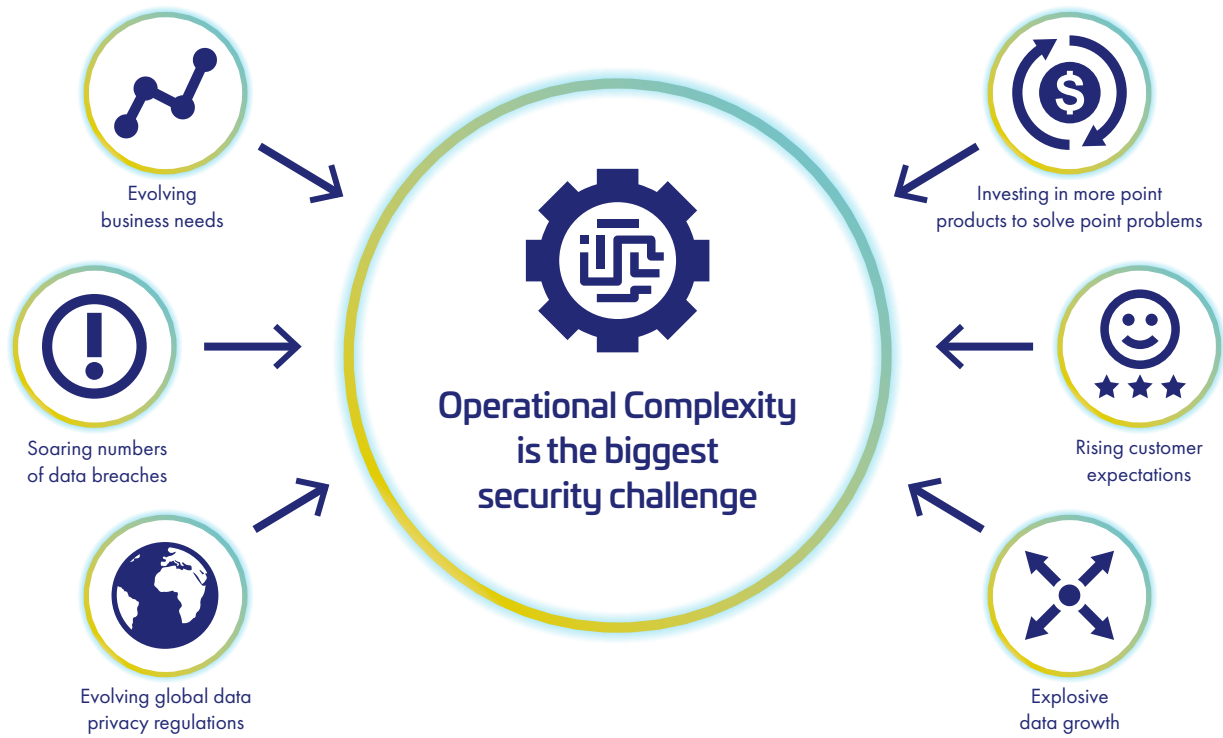 Evolving
business needs
Soaring numbers
of data breaches
Evolving global data
privacy regulations
Operational Complexity
is the biggest
security challenge
$
Investing in more point
products to solve point problems
Rising customer
expectations
Explosive
data growth